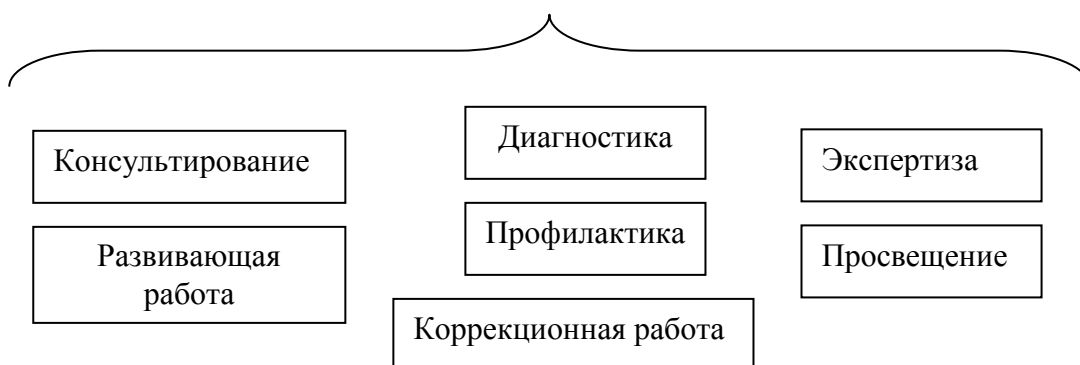 Консультирование
Диагностика
Экспертиза
Развивающая
работа
Профилактика
Просвещение
Коррекционная работа